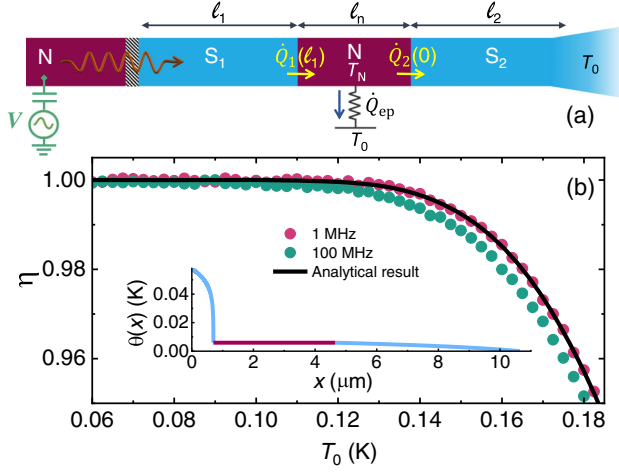 ℓ₁ ℓₙ ℓ₂
N S₁ Q̇₁(ℓ₁) N Q̇₂(0) S₂
T_N
T₀
V
Q̇_ep
T₀
(a)
(b)
1.00
0.98
0.96
η
1 MHz
100 MHz
Analytical result
θ(x) (K)
0.04
0.02
0.00
0 2 4 6 8 10
x (μm)
0.06 0.08 0.10 0.12 0.14 0.16 0.18
T₀ (K)